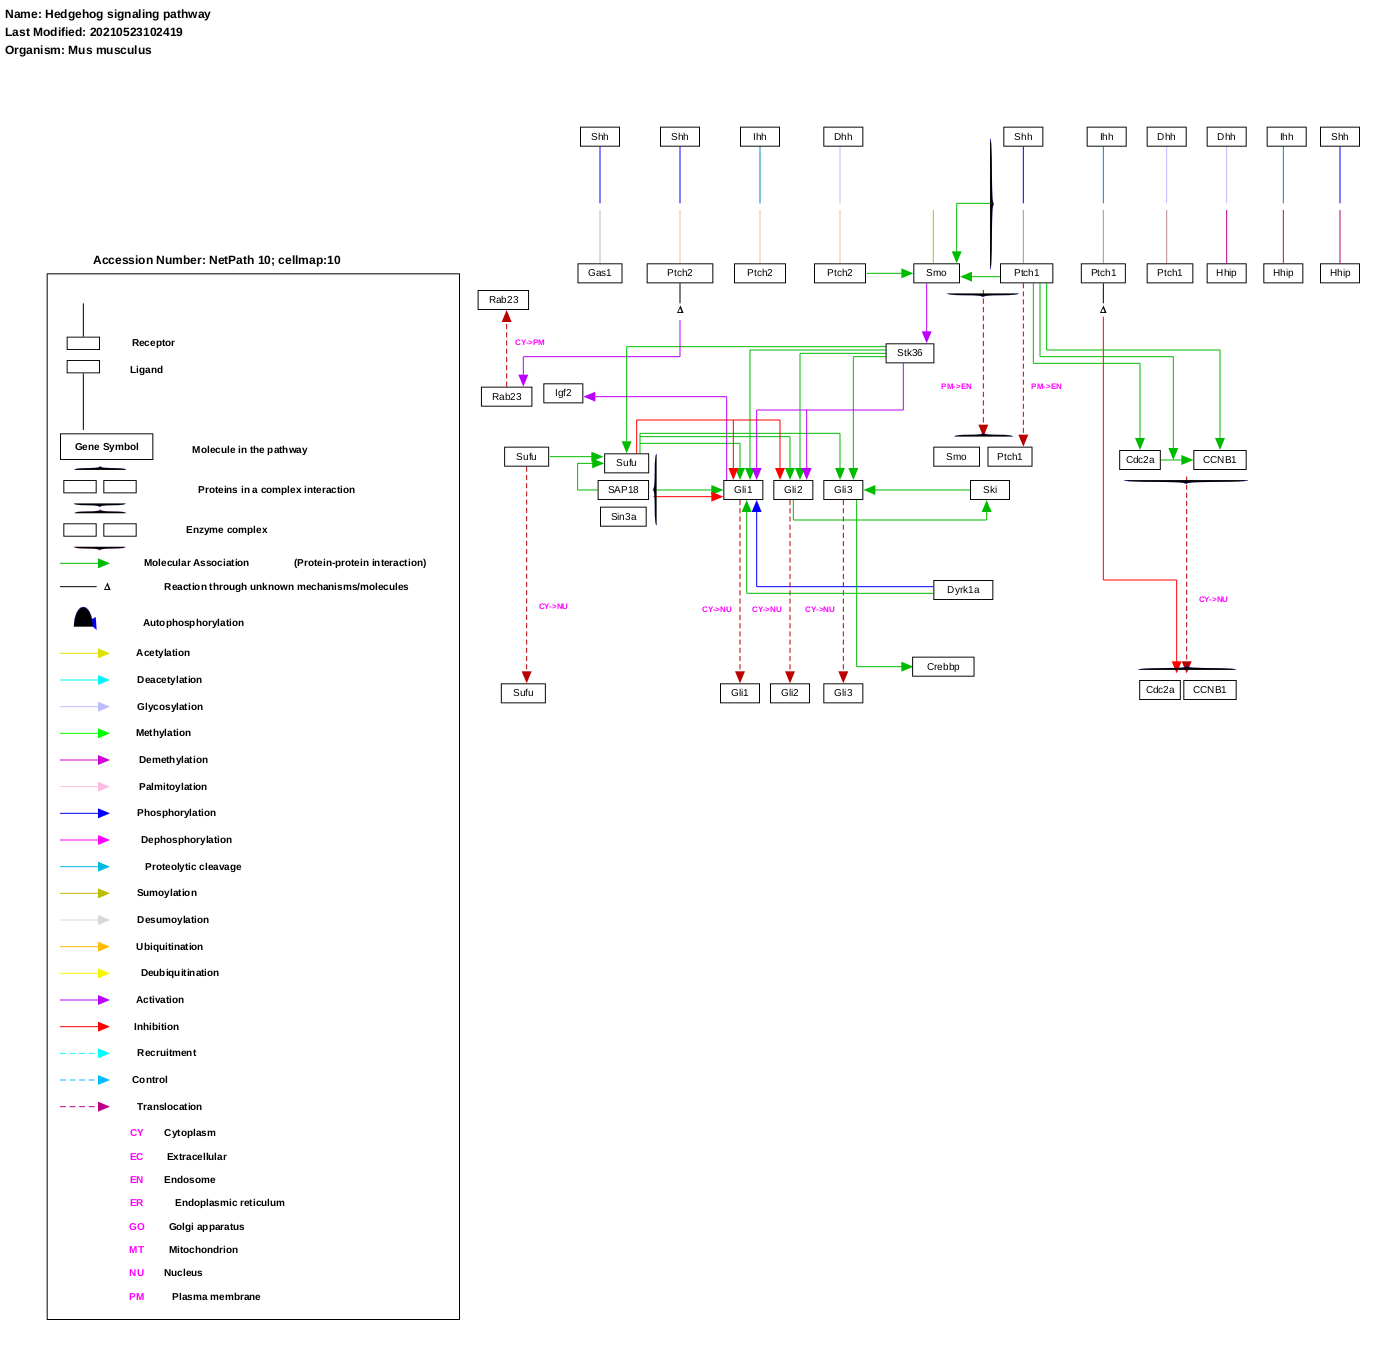 Name: Hedgehog signaling pathway
Last Modified: 20210523102419
Organism: Mus musculus
Shh Shh Ihh Dhh Shh Ihh Dhh Dhh Ihh Shh
Accession Number: NetPath 10; cellmap:10
Gas1 Ptch2 Ptch2 Ptch2 Smo Ptch1 Ptch1 Ptch1 Hhip Hhip Hhip
Rab23
Δ Δ
CY->PM
Stk36
Rab23 Igf2
PM->EN PM->EN
Sufu Sufu Smo Ptch1 Cdc2a CCNB1
SAP18 Gli1 Gli2 Gli3 Ski
Sin3a
Dyrk1a
CY->NU CY->NU CY->NU CY->NU CY->NU
Crebbp
Sufu Gli1 Gli2 Gli3 Cdc2a CCNB1
Receptor
Ligand
Gene Symbol Molecule in the pathway
Proteins in a complex interaction
Enzyme complex
Molecular Association (Protein-protein interaction)
Δ Reaction through unknown mechanisms/molecules
Autophosphorylation
Acetylation
Deacetylation
Glycosylation
Methylation
Demethylation
Palmitoylation
Phosphorylation
Dephosphorylation
Proteolytic cleavage
Sumoylation
Desumoylation
Ubiquitination
Deubiquitination
Activation
Inhibition
Recruitment
Control
Translocation
CY Cytoplasm
EC Extracellular
EN Endosome
ER Endoplasmic reticulum
GO Golgi apparatus
MT Mitochondrion
NU Nucleus
PM Plasma membrane